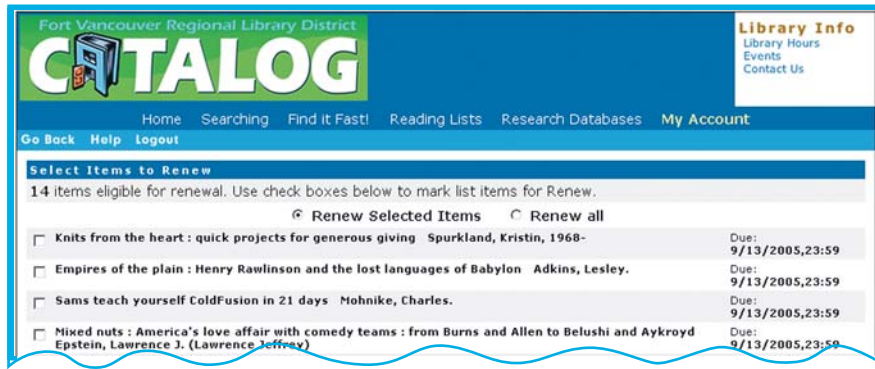 Fort Vancouver Regional Library District
CATALOG
Library Info
Library Hours
Events
Contact Us
Home Searching Find it Fast! Reading Lists Research Databases My Account
Go Back Help Logout
Select Items to Renew
14 items eligible for renewal. Use check boxes below to mark list items for Renew.
Renew Selected Items Renew all
Knits from the heart : quick projects for generous giving Spurkland, Kristin, 1968-
Due:
9/13/2005,23:59
Empires of the plain : Henry Rawlinson and the lost languages of Babylon Adkins, Lesley.
Due:
9/13/2005,23:59
Sams teach yourself ColdFusion in 21 days Mohnike, Charles.
Due:
9/13/2005,23:59
Mixed nuts : America's love affair with comedy teams : from Burns and Allen to Belushi and Aykroyd
Epstein, Lawrence J. (Lawrence Jeffrey)
Due:
9/13/2005,23:59